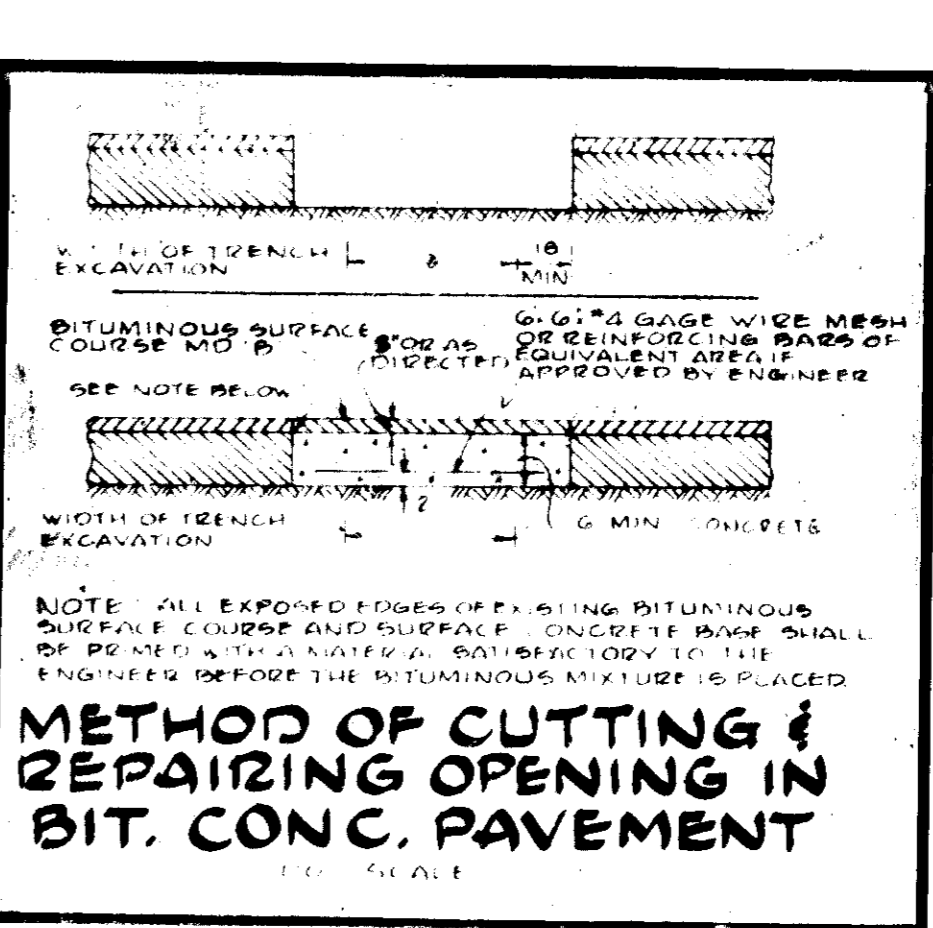 OF TRENCH
EXCAVATION
18
MIN
BITUMINOUS SURFACE
COURSE MD B
OR AS
DIRECTED
6.6: #4 GAGE WIRE MESH
OR REINFORCING BARS OF
EQUIVALENT AREA IF
APPROVED BY ENGINEER
SEE NOTE BELOW
2
WIDTH OF TRENCH
EXCAVATION
6 MIN CONCRETE
NOTE ALL EXPOSED EDGES OF EXISTING BITUMINOUS
SURFACE COURSE AND SURFACE CONCRETE BASE SHALL
BE PRIMED WITH A MATERIAL SATISFACTORY TO THE
ENGINEER BEFORE THE BITUMINOUS MIXTURE IS PLACED
METHOD OF CUTTING &
REPAIRING OPENING IN
BIT. CONC. PAVEMENT
SCALE